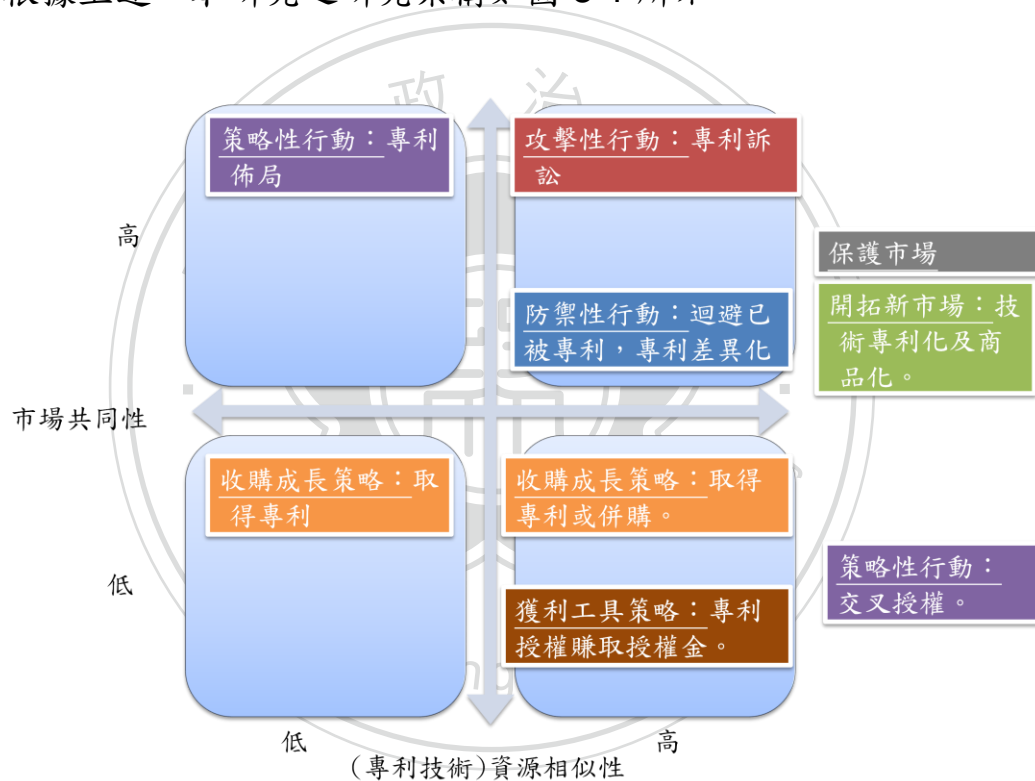 政 治
策略性行動：專利
佈局
攻擊性行動：專利訴
訟
高
保護市場
防禦性行動：迴避已
被專利，專利差異化
開拓新市場：技
術專利化及商
品化。
市場共同性
收購成長策略：取
得專利
收購成長策略：取得
專利或併購。
低
策略性行動：
交叉授權。
獲利工具策略：專利
授權賺取授權金。
低
高
(專利技術)資源相似性